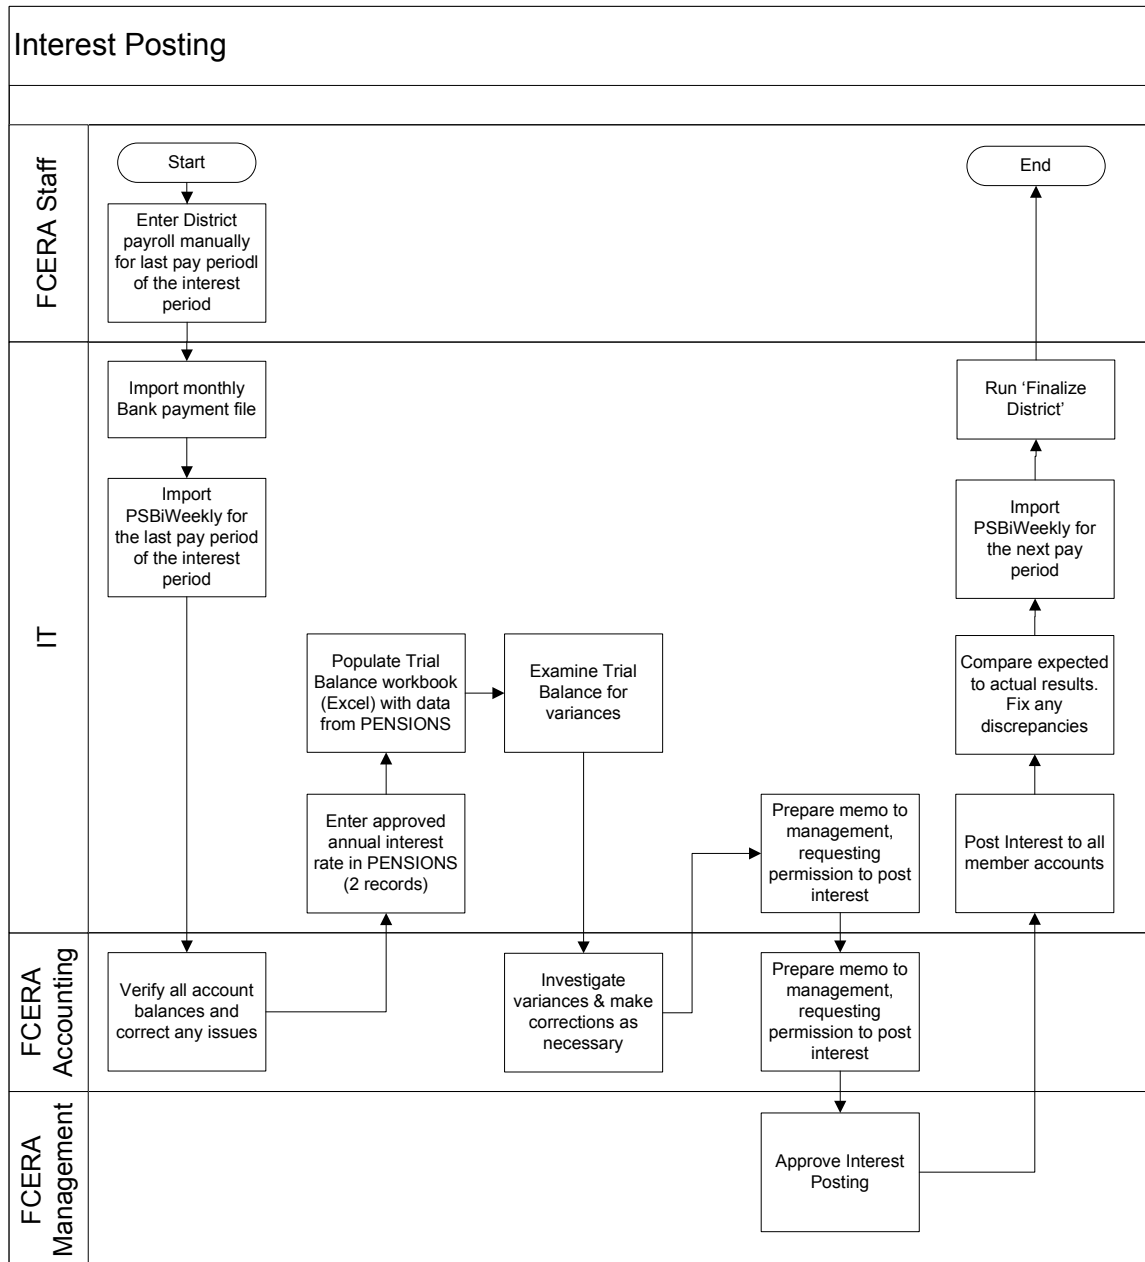 Interest Posting
FCERA Staff
Start
Enter District
payroll manually
for last pay periodl
of the interest
period
End
IT
Import monthly
Bank payment file
Import
PSBiWeekly for
the last pay period
of the interest
period
Populate Trial
Balance workbook
(Excel) with data
from PENSIONS
Enter approved
annual interest
rate in PENSIONS
(2 records)
Examine Trial
Balance for
variances
Prepare memo to
management,
requesting
permission to post
interest
Run ‘Finalize
District’
Import
PSBiWeekly for
the next pay
period
Compare expected
to actual results.
Fix any
discrepancies
Post Interest to all
member accounts
FCERA
Accounting
Verify all account
balances and
correct any issues
Investigate
variances & make
corrections as
necessary
Prepare memo to
management,
requesting
permission to post
interest
FCERA
Management
Approve Interest
Posting